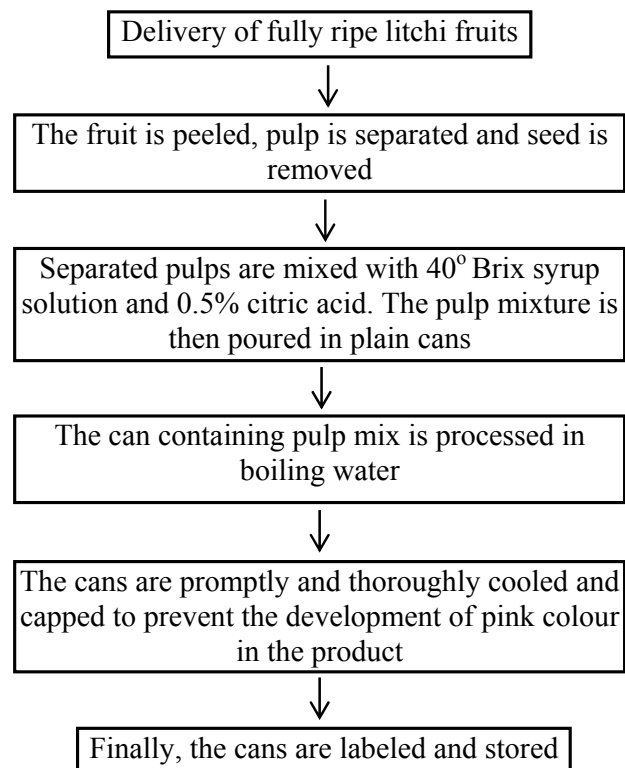 Delivery of fully ripe litchi fruits
The fruit is peeled, pulp is separated and seed is
removed
Separated pulps are mixed with 40º Brix syrup
solution and 0.5% citric acid. The pulp mixture is
then poured in plain cans
The can containing pulp mix is processed in
boiling water
The cans are promptly and thoroughly cooled and
capped to prevent the development of pink colour
in the product
Finally, the cans are labeled and stored